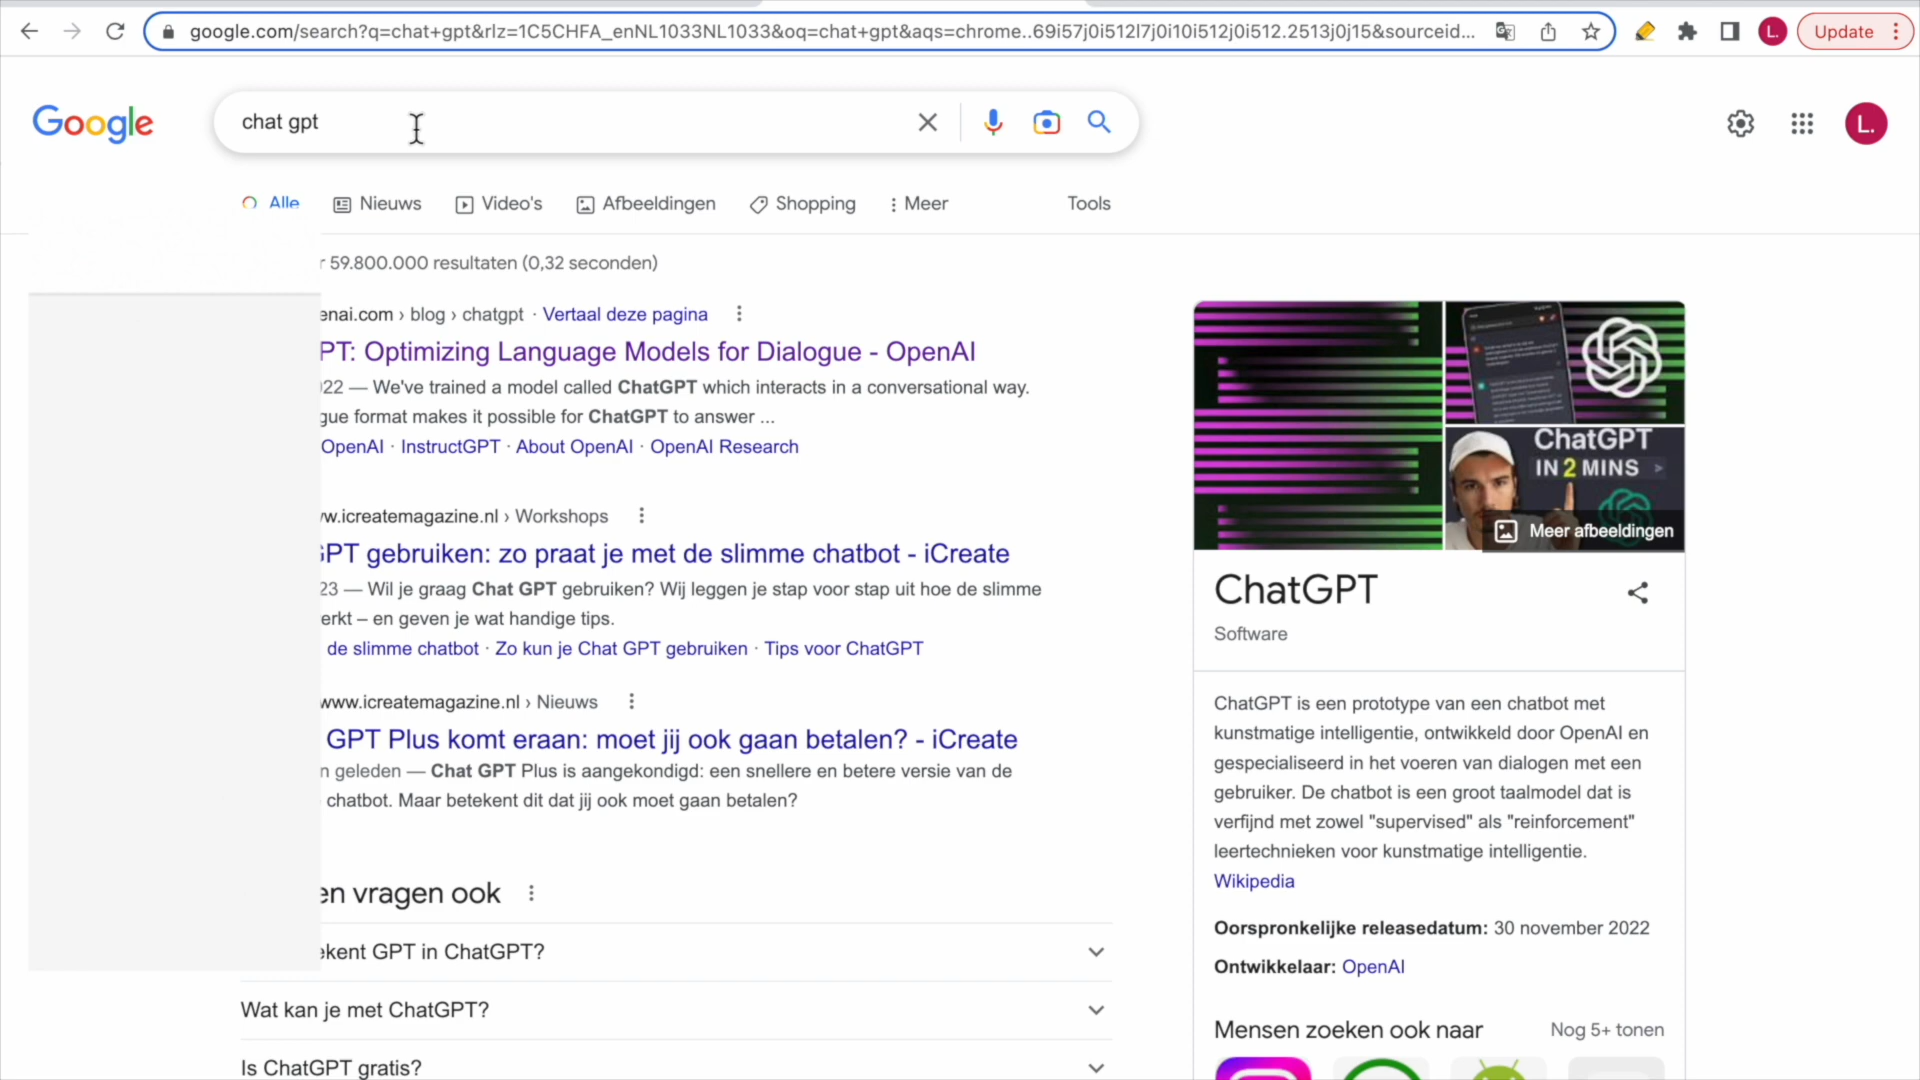 google.com/search?q=chat+gpt&rlz=1C5CHFA_enNL1033NL1033&oq=chat+gpt&aqs=chrome..69i57j0i512l7j0i10i512j0i512.2513j0j15&sourceid...
L.
Update
Google
chat gpt
L.
Alle
Nieuws
Video's
Afbeeldingen
Shopping
Meer
Tools
r 59.800.000 resultaten (0,32 seconden)
enai.com › blog › chatgpt · Vertaal deze pagina
PT: Optimizing Language Models for Dialogue - OpenAI
22 — We've trained a model called ChatGPT which interacts in a conversational way.
gue format makes it possible for ChatGPT to answer ...
OpenAI · InstructGPT · About OpenAI · OpenAI Research
w.icreatemagazine.nl › Workshops
GPT gebruiken: zo praat je met de slimme chatbot - iCreate
23 — Wil je graag Chat GPT gebruiken? Wij leggen je stap voor stap uit hoe de slimme
erkt – en geven je wat handige tips.
de slimme chatbot · Zo kun je Chat GPT gebruiken · Tips voor ChatGPT
www.icreatemagazine.nl › Nieuws
GPT Plus komt eraan: moet jij ook gaan betalen? - iCreate
n geleden — Chat GPT Plus is aangekondigd: een snellere en betere versie van de
chatbot. Maar betekent dit dat jij ook moet gaan betalen?
en vragen ook
ekent GPT in ChatGPT?
Wat kan je met ChatGPT?
Is ChatGPT gratis?
ChatGPT
IN 2 MINS >
Meer afbeeldingen
ChatGPT
Software
ChatGPT is een prototype van een chatbot met
kunstmatige intelligentie, ontwikkeld door OpenAI en
gespecialiseerd in het voeren van dialogen met een
gebruiker. De chatbot is een groot taalmodel dat is
verfijnd met zowel "supervised" als "reinforcement"
leertechnieken voor kunstmatige intelligentie.
Wikipedia
Oorspronkelijke releasedatum: 30 november 2022
Ontwikkelaar: OpenAI
Mensen zoeken ook naar
Nog 5+ tonen